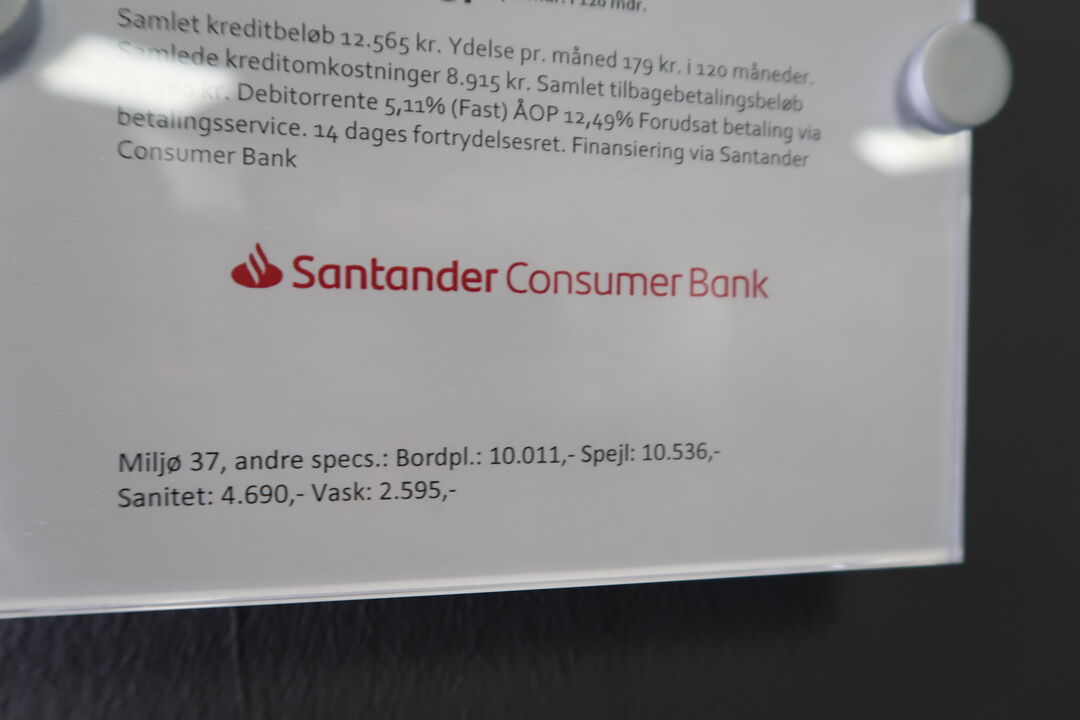 i 120 mdr.
Samlet kreditbeløb 12.565 kr. Ydelse pr. måned 179 kr. i 120 måneder.
Samlede kreditomkostninger 8.915 kr. Samlet tilbagebetalingsbeløb
kr. Debitorrente 5,11% (Fast) ÅOP 12,49% Forudsat betaling via
betalingsservice. 14 dages fortrydelsesret. Finansiering via Santander
Consumer Bank
Santander Consumer Bank
Miljø 37, andre specs.: Bordpl.: 10.011,- Spejl: 10.536,-
Sanitet: 4.690,- Vask: 2.595,-